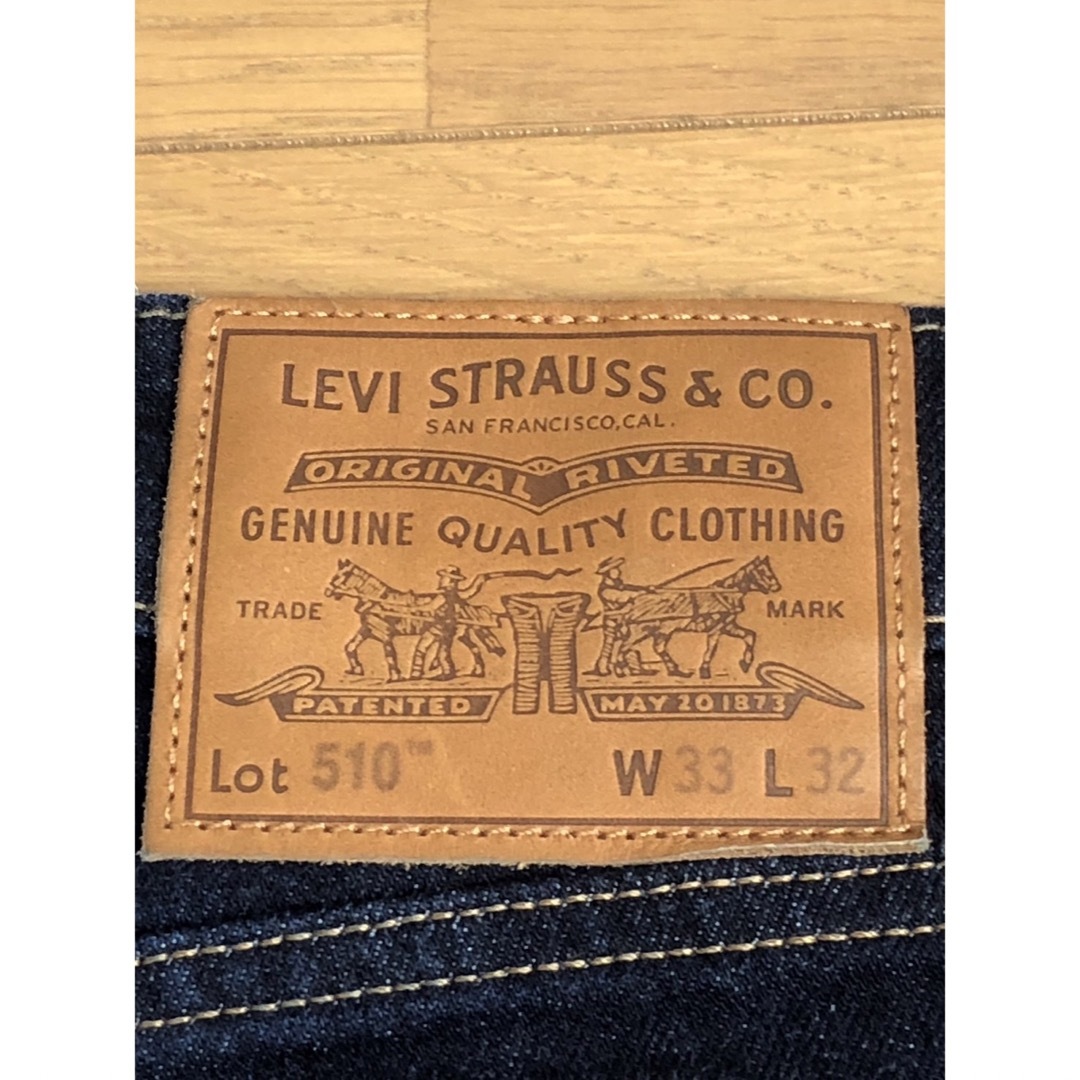 LEVI STRAUSS & CO.
SAN FRANCISCO, CAL.
ORIGINAL RIVETED
GENUINE QUALITY CLOTHING
TRADE MARK
PATENTED MAY 20 1873
Lot 510™ W 33 L 32